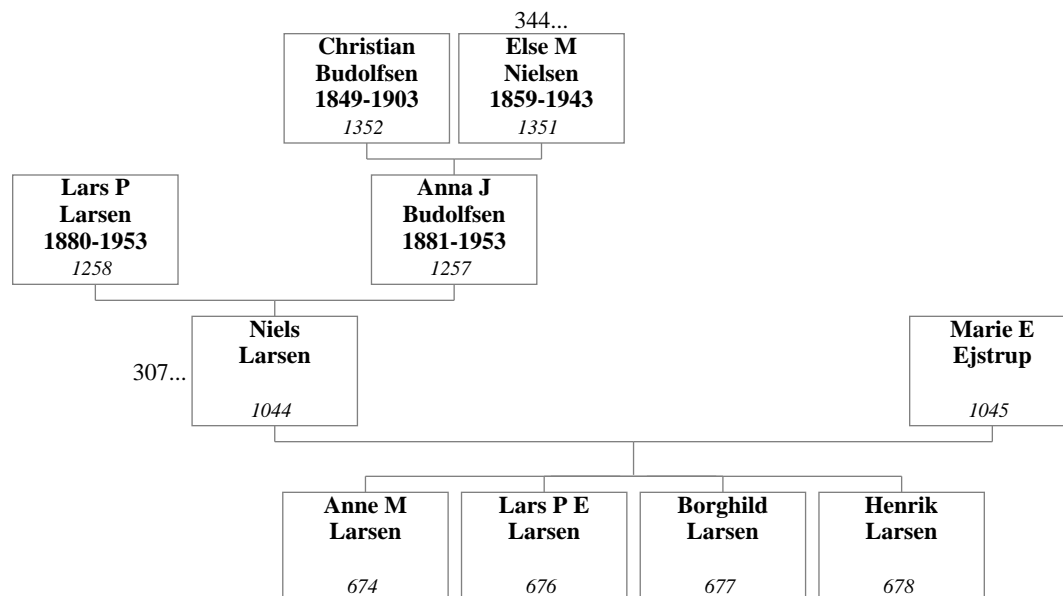 344...
Christian
Budolfsen
1849-1903
1352
Else M
Nielsen
1859-1943
1351
Lars P
Larsen
1880-1953
1258
Anna J
Budolfsen
1881-1953
1257
307...
Niels
Larsen
1044
Marie E
Ejstrup
1045
Anne M
Larsen
674
Lars P E
Larsen
676
Borghild
Larsen
677
Henrik
Larsen
678